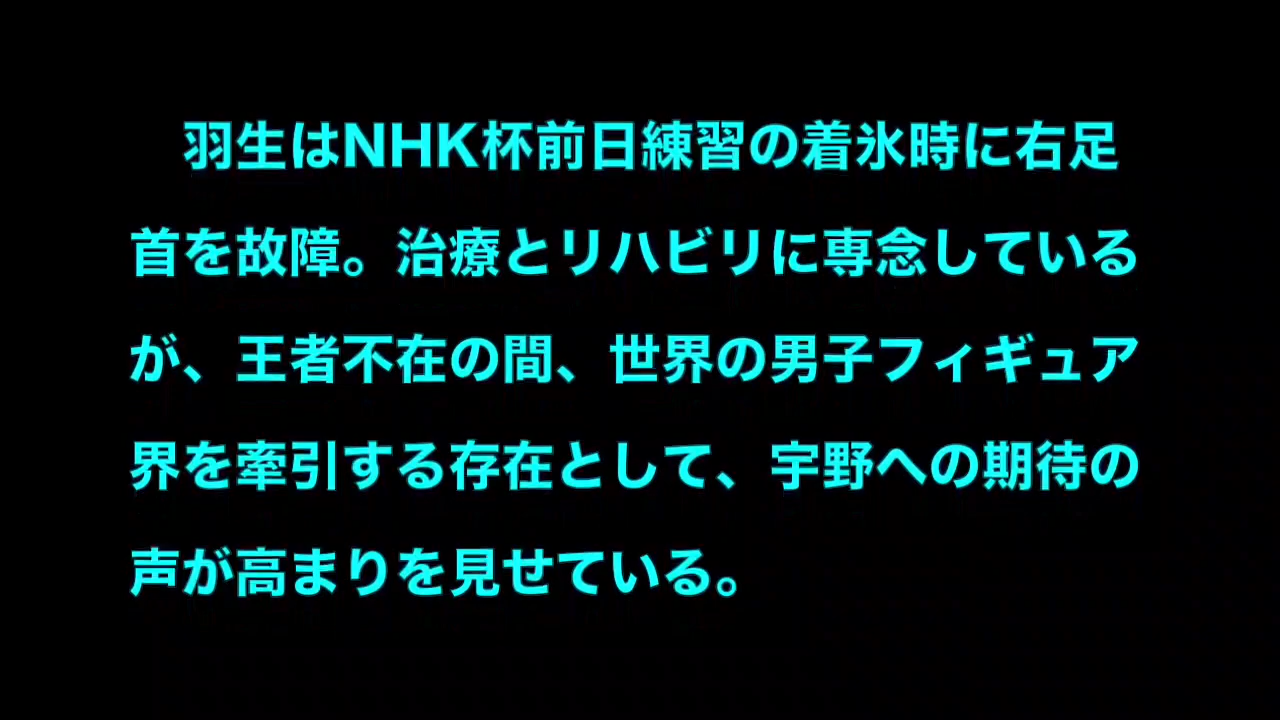 羽生はNHK杯前日練習の着氷時に右足
首を故障。治療とリハビリに専念している
が、王者不在の間、世界の男子フィギュア
界を牽引する存在として、宇野への期待の
声が高まりを見せている。